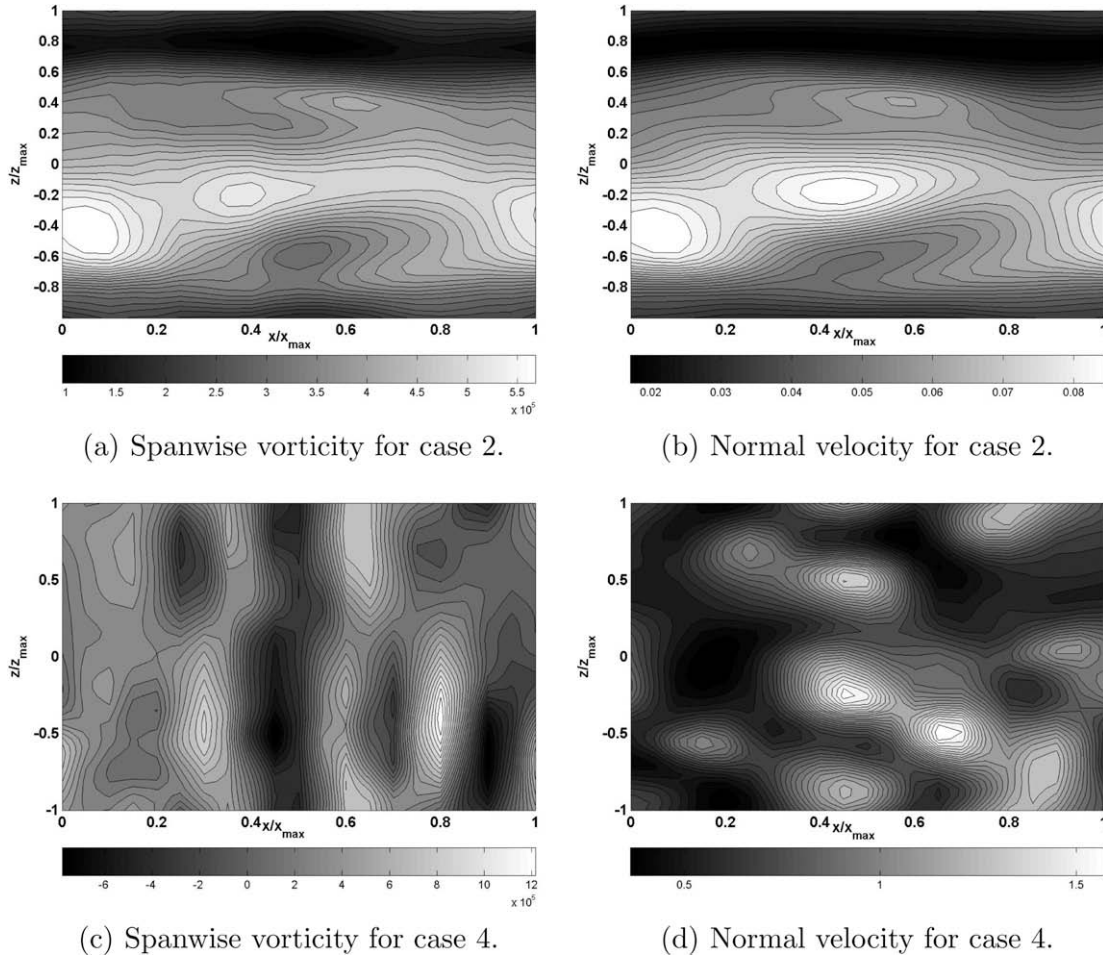 1
0.8
0.6
0.4
0.2
0
-0.2
-0.4
-0.6
-0.8
z/z_max
0 0.2 0.4 0.6 0.8 1
x/x_max
1 1.5 2 2.5 3 3.5 4 4.5 5 5.5
x 10^5
(a) Spanwise vorticity for case 2.
1
0.8
0.6
0.4
0.2
0
-0.2
-0.4
-0.6
-0.8
z/z_max
0 0.2 0.4 0.6 0.8 1
x/x_max
0.02 0.03 0.04 0.05 0.06 0.07 0.08
(b) Normal velocity for case 2.
1
0.5
0
-0.5
-1
z/z_max
0 0.2 0.4 0.6 0.8 1
x/x_max
-6 -4 -2 0 2 4 6 8 10 12
x 10^5
(c) Spanwise vorticity for case 4.
1
0.5
0
-0.5
-1
z/z_max
0 0.2 0.4 0.6 0.8 1
x/x_max
0.5 1 1.5
(d) Normal velocity for case 4.